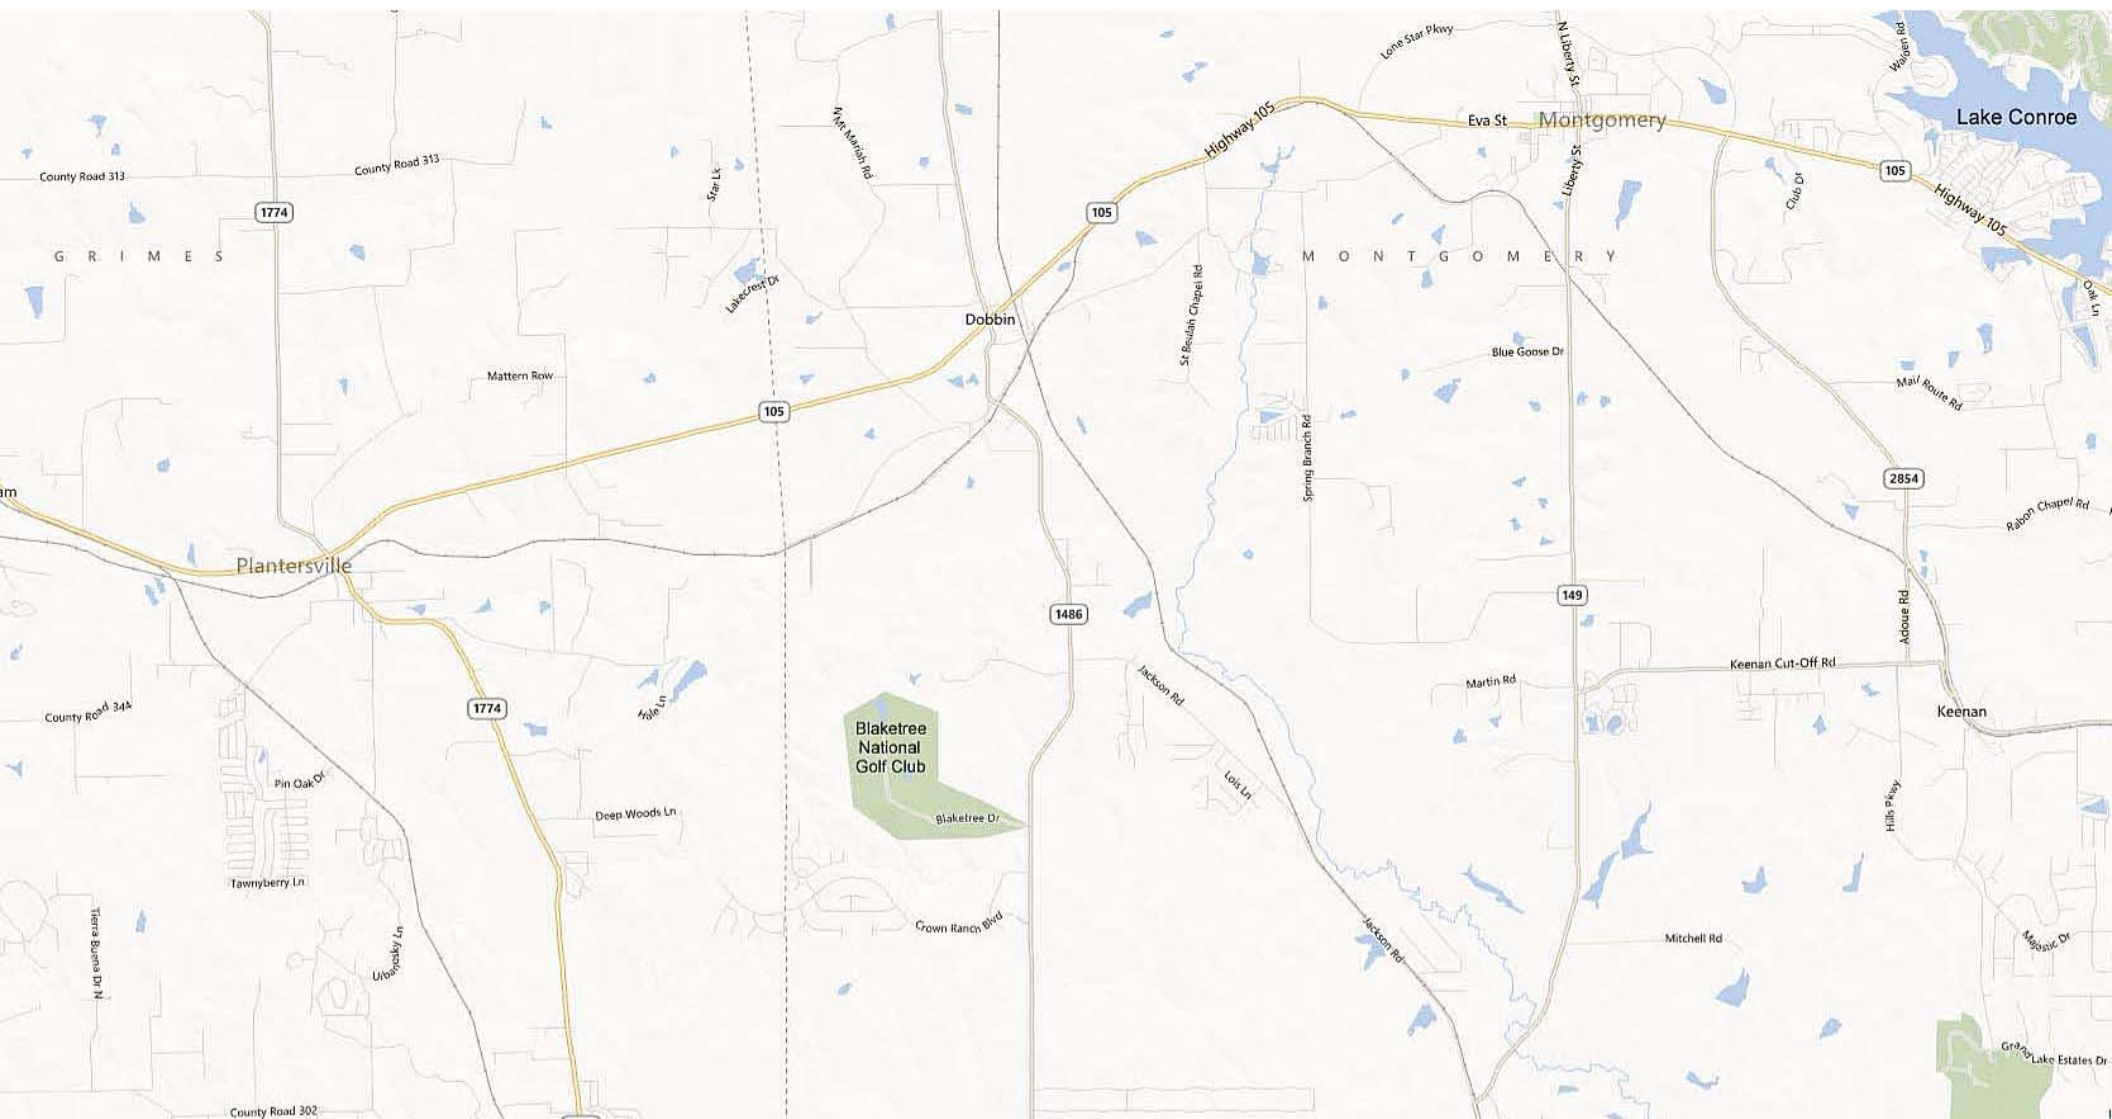 Lone Star Pkwy
N Liberty St
Walden Rd
Lake Conroe
Highway 105
Eva St
Montgomery
N Mt Mariah Rd
County Road 313
County Road 313
Star Lk
Liberty St
Club Dr
105
Highway 105
1774
105
GRIMES
MONTGOMERY
Lakecrest Dr
Oak Ln
Dobbin
St Beulah Chapel Rd
Blue Goose Dr
Mattern Row
Mail Route Rd
105
Spring Branch Rd
2854
am
Rabon Chapel Rd
Plantersville
149
1486
Adoue Rd
Keenan Cut-Off Rd
Jackson Rd
Martin Rd
County Road 344
1774
Hale Ln
Keenan
Blaketree
National
Golf Club
Pin Oak Dr
Lois Ln
Hills Pkwy
Deep Woods Ln
Blaketree Dr
Tawnyberry Ln
Crown Ranch Blvd
Tierra Buena Dr N
Urbanosky Ln
Jackson Rd
Mitchell Rd
Majestic Dr
Grand Lake Estates Dr
County Road 302